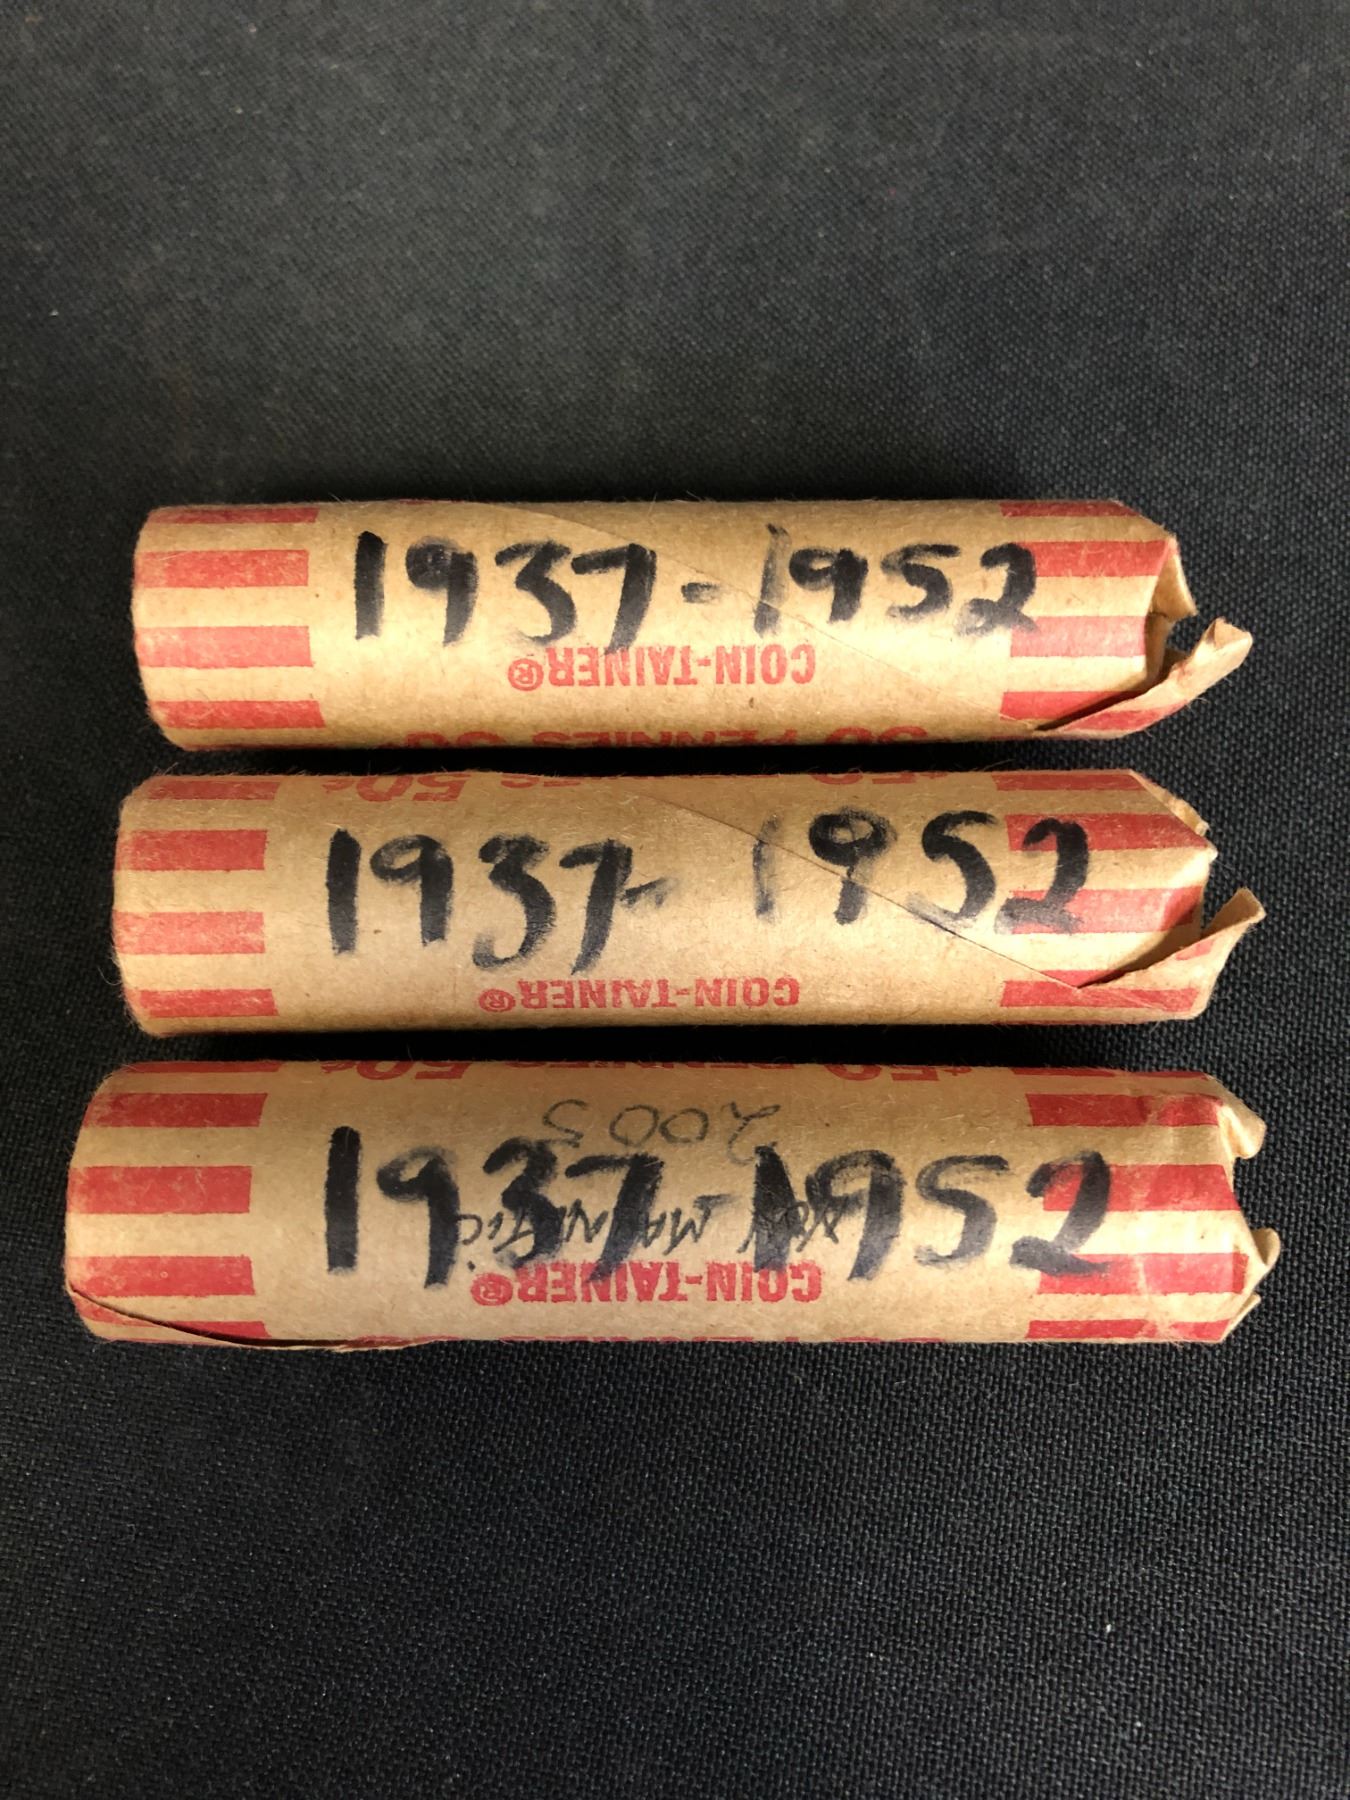 1937-1952
COIN-TAINER®
50 PENNIES 50¢
50¢
1937-1952
COIN-TAINER®
¢50 PENNIES 50¢
2005
1937-1952
MAGNETIC
COIN-TAINER®